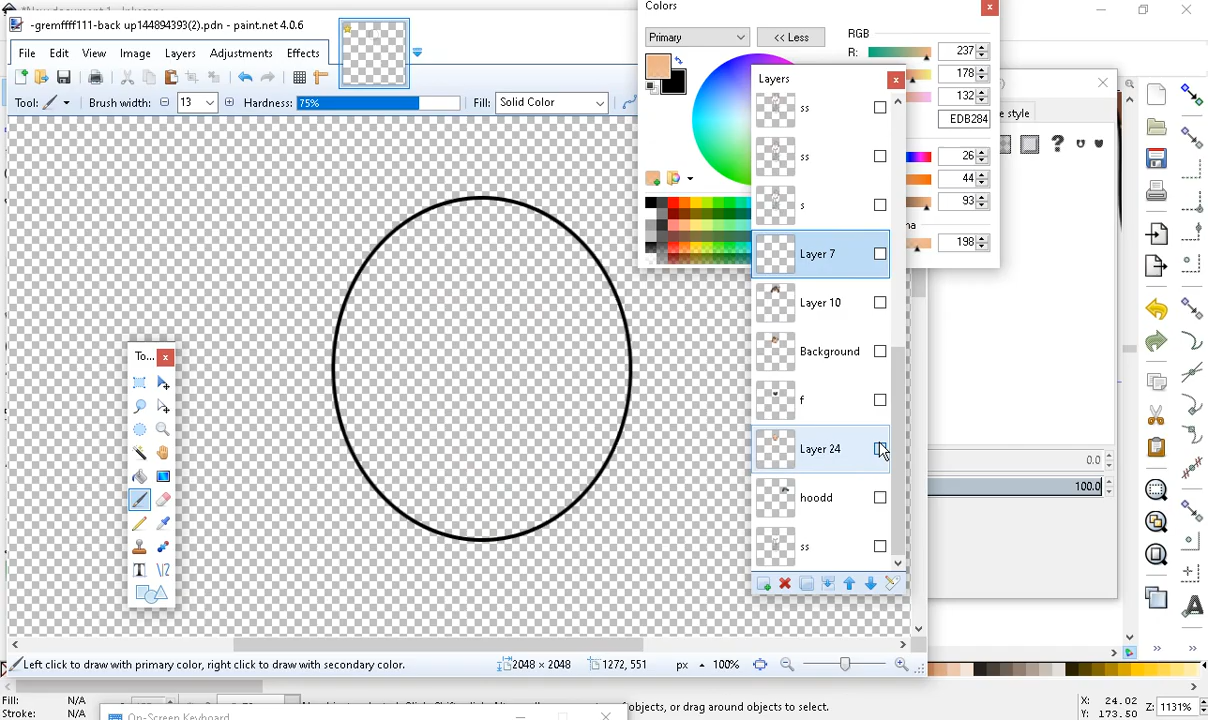 -gremffff111-back up144894393(2).pdn - paint.net 4.0.6
File Edit View Image Layers Adjustments Effects
Tool: Brush width: 13 Hardness: 75% Fill: Solid Color
To...
Colors
Primary << Less
RGB
R: 237
178
132
EDB284
26
44
93
198
Layers
ss
ss
s
Layer 7
Layer 10
Background
f
Layer 24
hoodd
ss
e style
0.0
100.0
Left click to draw with primary color, right click to draw with secondary color. 2048 × 2048 1272, 551 px 100%
Fill: N/A
Stroke: N/A
objects, or drag around objects to select.
X: 24.02
Y: 173.50
Z: 1131%
On-Screen Keyboard